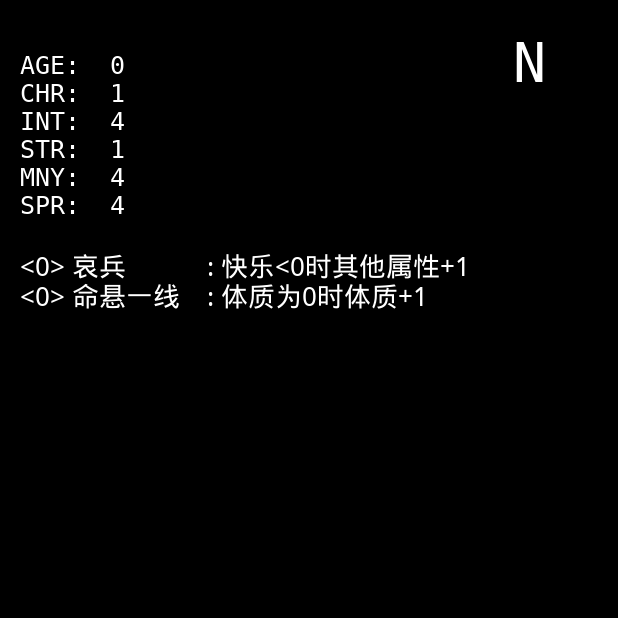 N
AGE: 0
CHR: 1
INT: 4
STR: 1
MNY: 4
SPR: 4
<0> 哀兵 : 快乐<0时其他属性+1
<0> 命悬一线 : 体质为0时体质+1